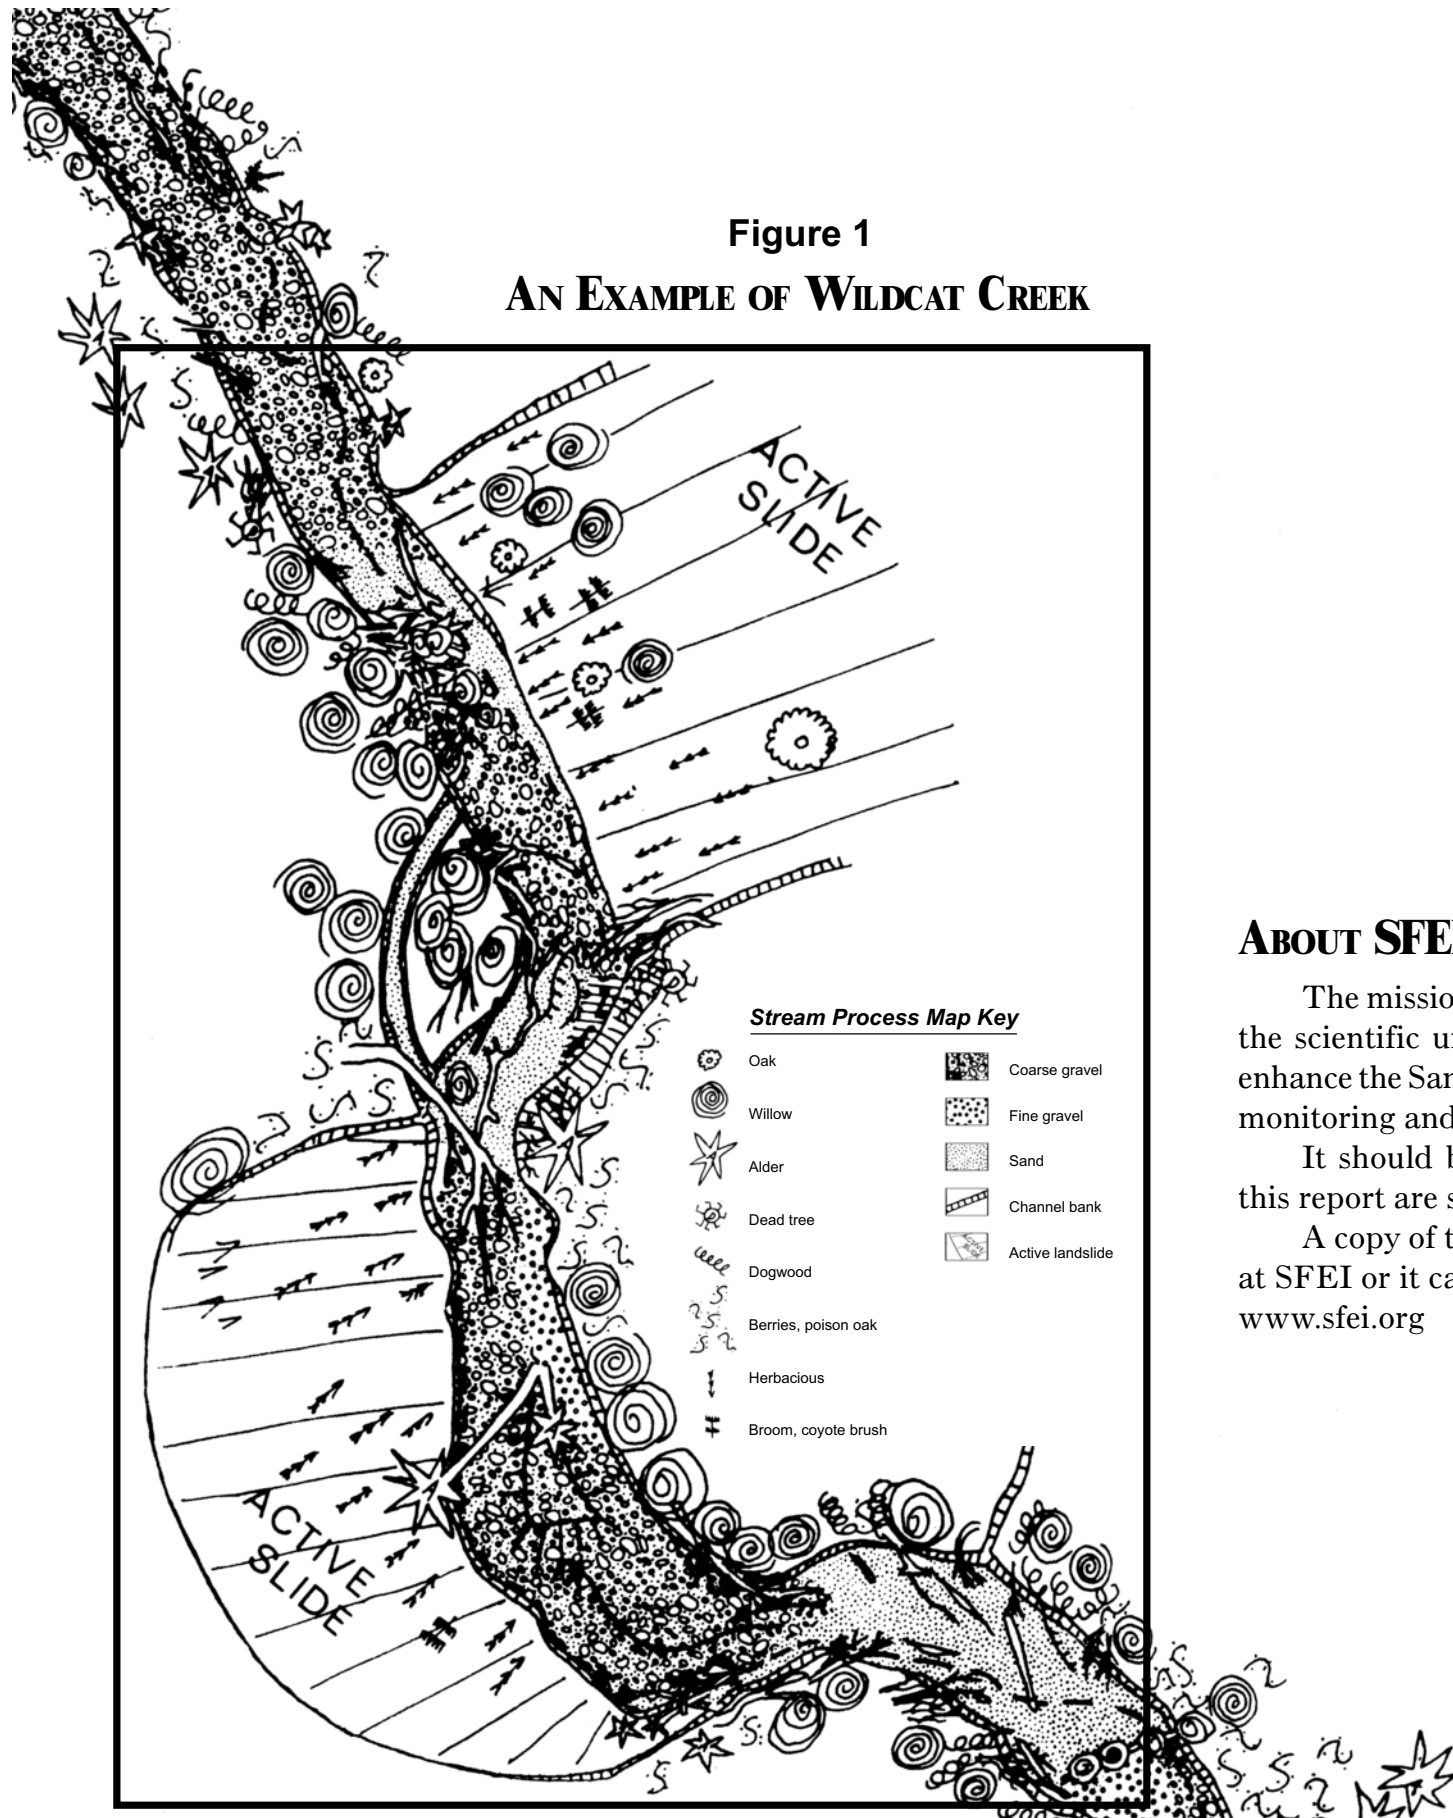 Figure 1
AN EXAMPLE OF WILDCAT CREEK
ACTIVE
SLIDE
Stream Process Map Key
Oak
Willow
Alder
Dead tree
Dogwood
Berries, poison oak
Herbacious
Broom, coyote brush
Coarse gravel
Fine gravel
Sand
Channel bank
Active landslide
ACTIVE
SLIDE
ABOUT SFE
The missio
the scientific u
enhance the Sa
monitoring and
It should b
this report are s
A copy of t
at SFEI or it ca
www.sfei.org